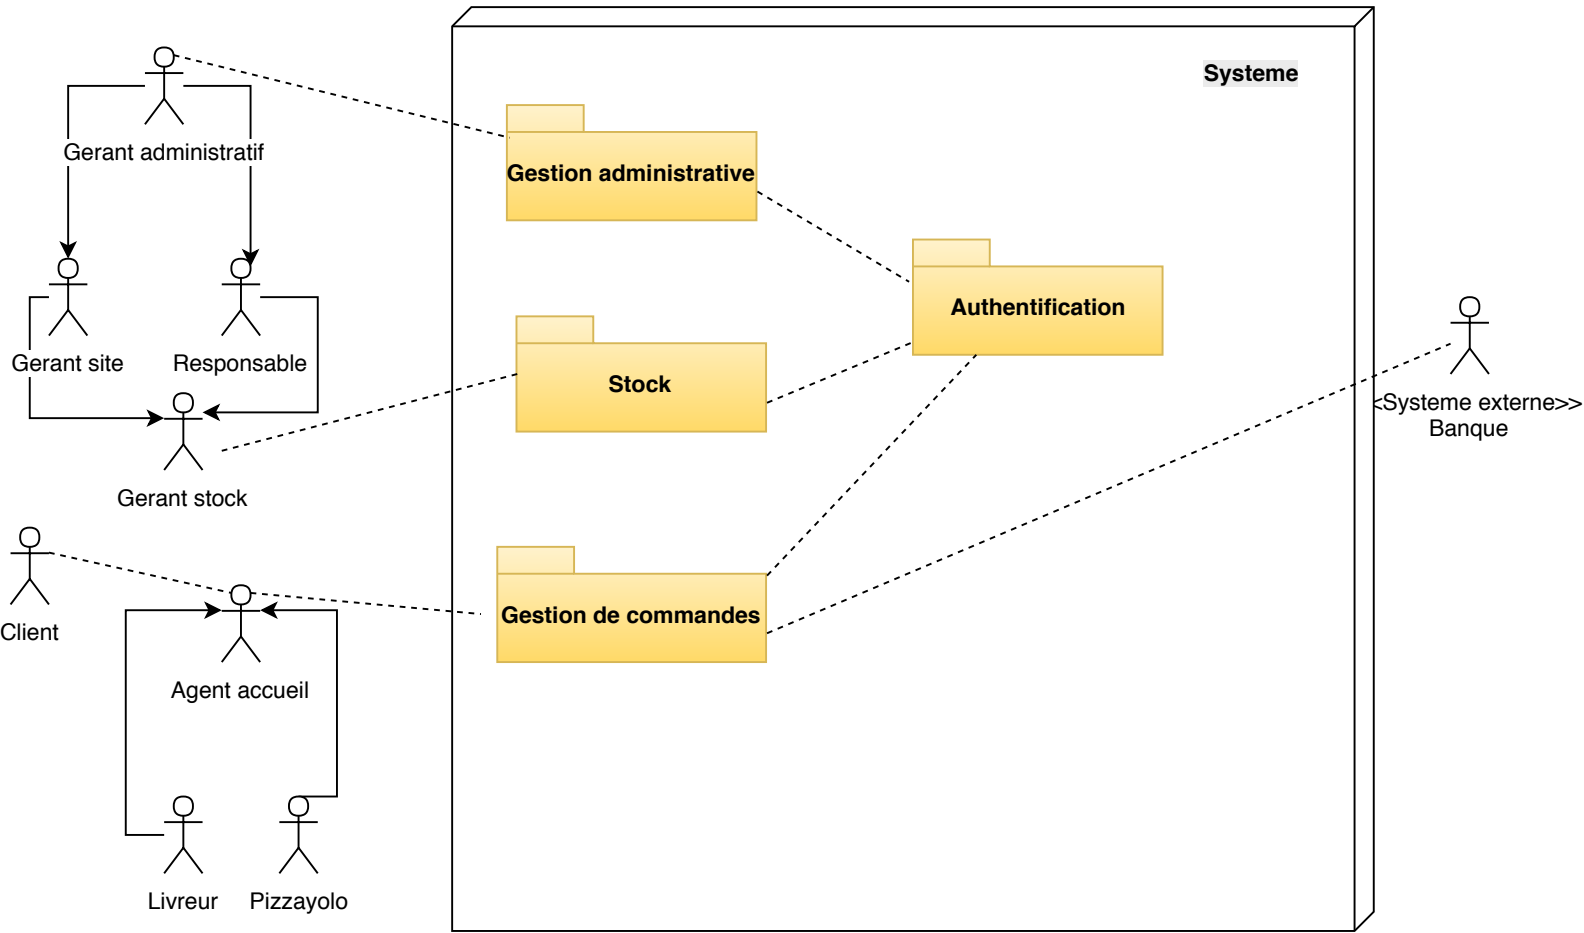 Systeme
Gerant administratif
Gestion administrative
Authentification
Gerant site
Responsable
Stock
<Systeme externe>>
Banque
Gerant stock
Client
Gestion de commandes
Agent accueil
Livreur
Pizzayolo